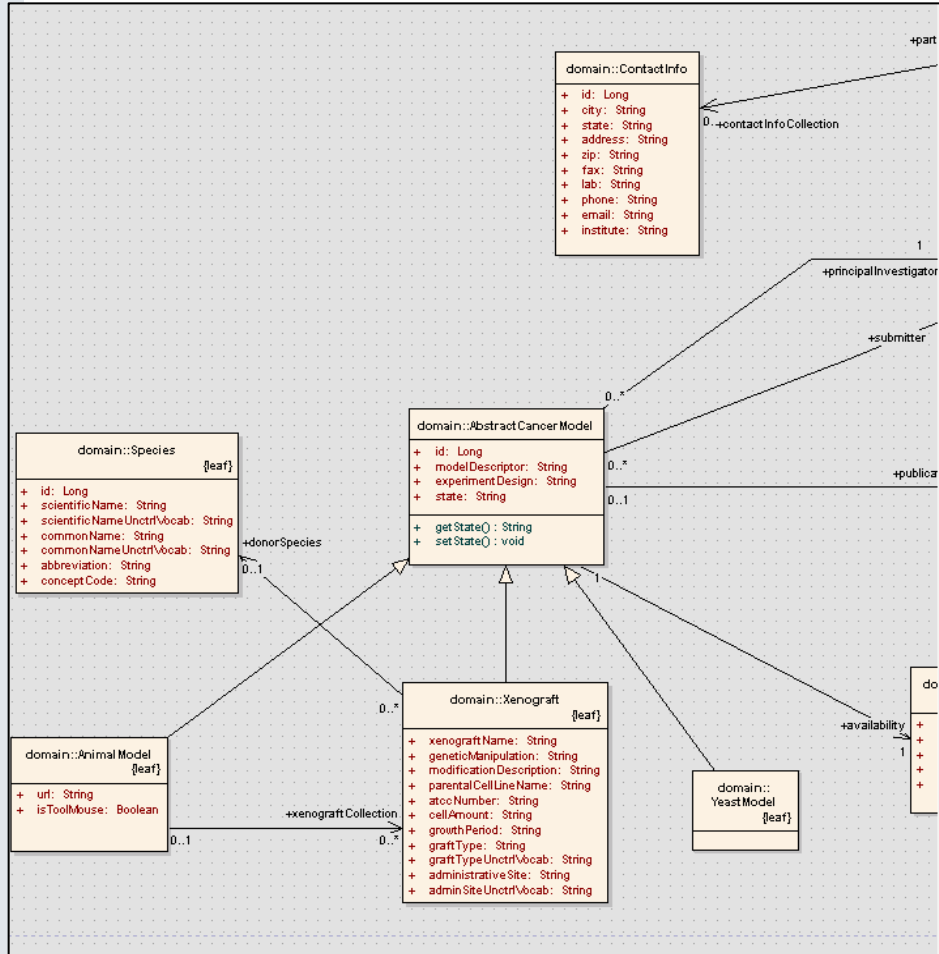 +part
domain::ContactInfo
+ id: Long
+ city: String
+ state: String
+ address: String
+ zip: String
+ fax: String
+ lab: String
+ phone: String
+ email: String
+ institute: String
0..
+contactInfoCollection
1
+principalInvestigator
+submitter
0..*
domain::AbstractCancerModel
+ id: Long
+ modelDescriptor: String
+ experimentDesign: String
+ state: String
+ getState() : String
+ setState() : void
0..*
+publica
0..1
domain::Species
{leaf}
+ id: Long
+ scientificName: String
+ scientificNameUnctrlVocab: String
+ commonName: String
+ commonNameUnctrlVocab: String
+ abbreviation: String
+ conceptCode: String
+donorSpecies
0..1
1
0..*
domain::Xenograft
{leaf}
+ xenograftName: String
+ geneticManipulation: String
+ modificationDescription: String
+ parentalCellLineName: String
+ atccNumber: String
+ cellAmount: String
+ growthPeriod: String
+ graftType: String
+ graftTypeUnctrlVocab: String
+ administrativeSite: String
+ adminSiteUnctrlVocab: String
domain::AnimalModel
{leaf}
+ url: String
+ isToolMouse: Boolean
+xenograftCollection
0..1
0..*
domain::
YeastModel
{leaf}
+availability
1
do
+
+
+
+
+